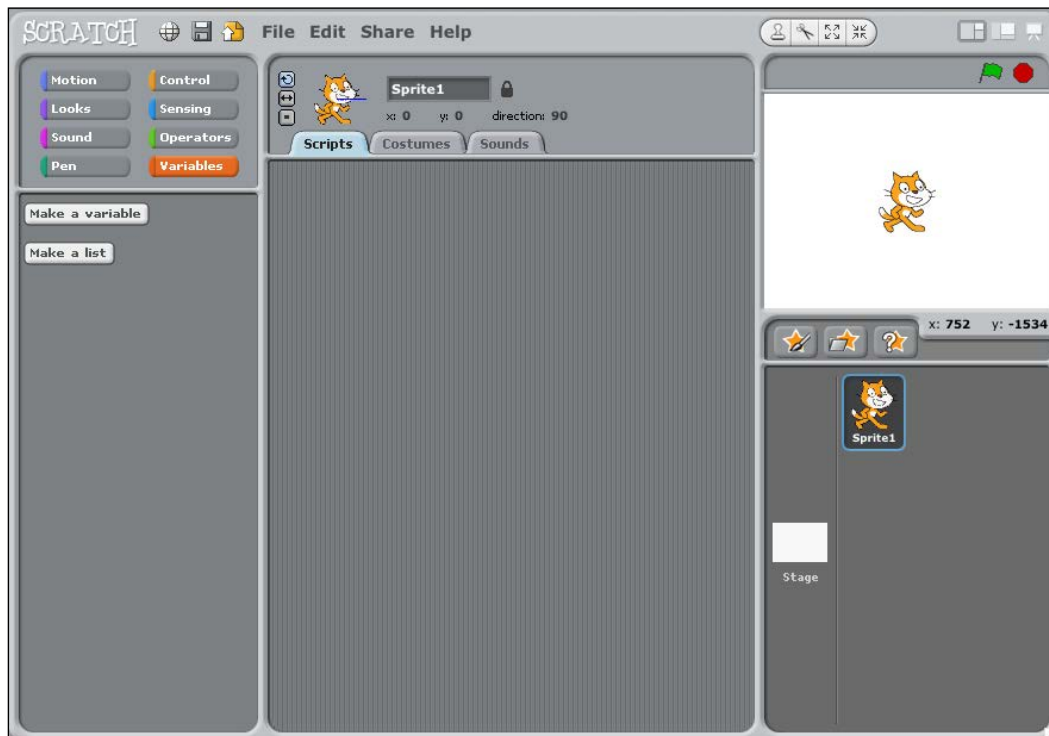 SCRATCH File Edit Share Help
Motion Control
Looks Sensing
Sound Operators
Pen Variables
Make a variable
Make a list
Sprite1
x: 0 y: 0 direction: 90
Scripts Costumes Sounds
x: 752 y: -1534
Sprite1
Stage